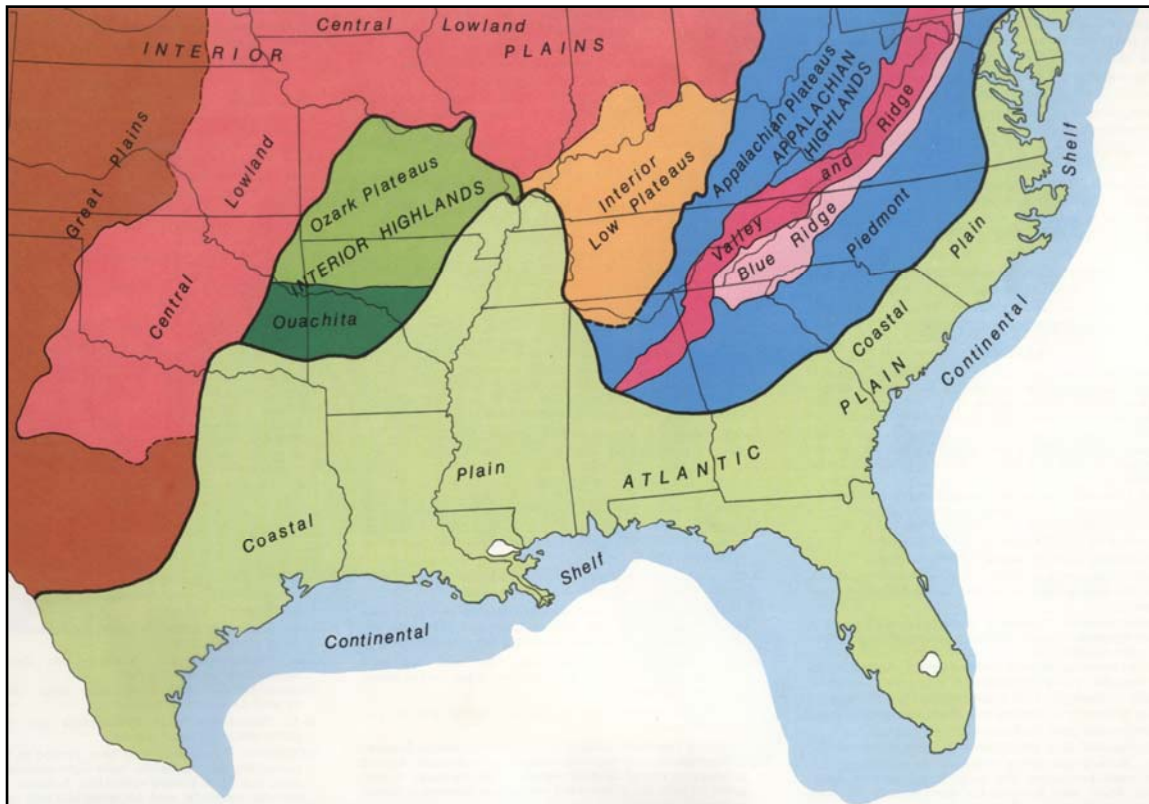 Central Lowland
INTERIOR PLAINS
Great Plains
Lowland
Central
Ozark Plateaus
INTERIOR HIGHLANDS
Ouachita
Interior
Low Plateaus
Appalachian Plateaus
APPALACHIAN
HIGHLANDS
Valley and Ridge
Blue Ridge
Piedmont
Coastal Plain
ATLANTIC PLAIN
Coastal Plain
Continental Shelf
Continental Shelf